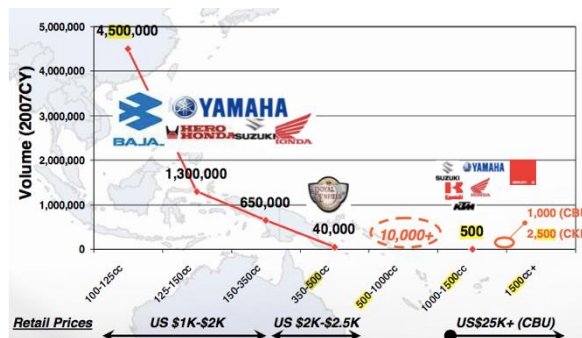 5,000,000
4,500,000
4,000,000
3,000,000
2,000,000
1,000,000
0
Volume (2007CY)
BAJA
YAMAHA
HERO HONDA
SUZUKI
HONDA
1,300,000
650,000
ROYAL ENFIELD
40,000
10,000+
SUZUKI
YAMAHA
HONDA
KTM
500
1,000 (CBU
2,500 (CK
100-125cc
125-150cc
150-350cc
350-500cc
500-1000cc
1000-1500cc
1500cc+
Retail Prices
US $1K-$2K
US $2K-$2.5K
US$25K+ (CBU)